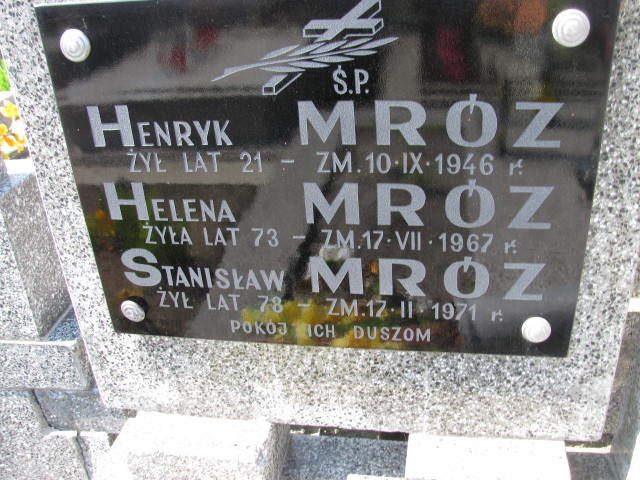 Ś.P.
HENRYK MRÓZ
ŻYŁ LAT 21 – ZM. 10·IX·1946 r.
HELENA MRÓZ
ŻYŁA LAT 73 – ZM. 17·VII·1967 r.
STANISŁAW MRÓZ
ŻYŁ LAT 78 – ZM. 17·II·1971 r.
POKÓJ ICH DUSZOM